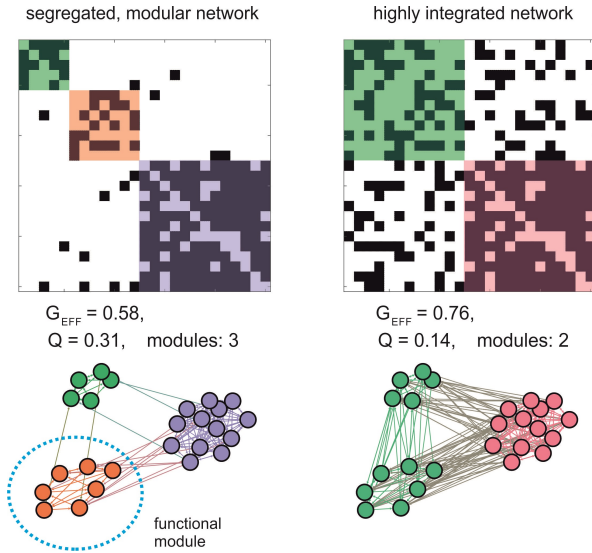 segregated, modular network
highly integrated network
G_EFF = 0.58,
Q = 0.31, modules: 3
G_EFF = 0.76,
Q = 0.14, modules: 2
functional
module